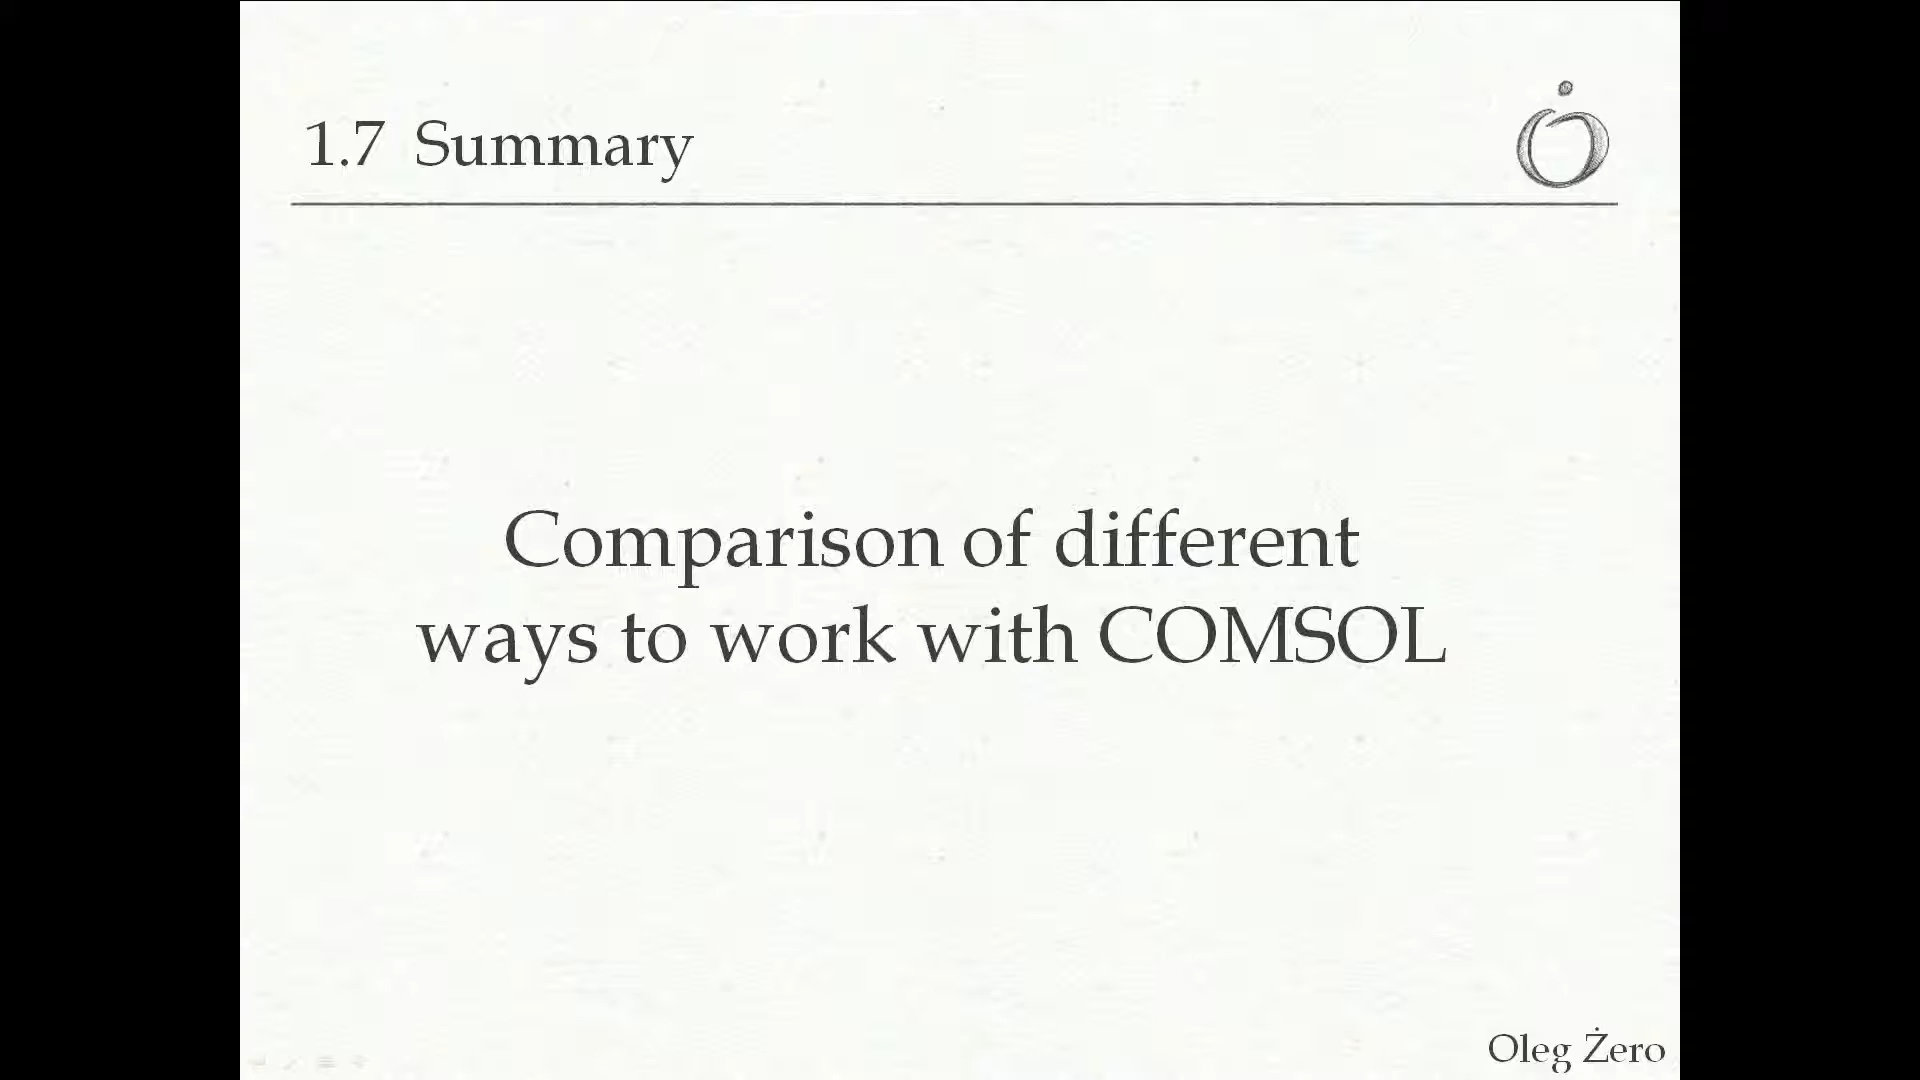 1.7 Summary
Comparison of different
ways to work with COMSOL
Oleg Żero